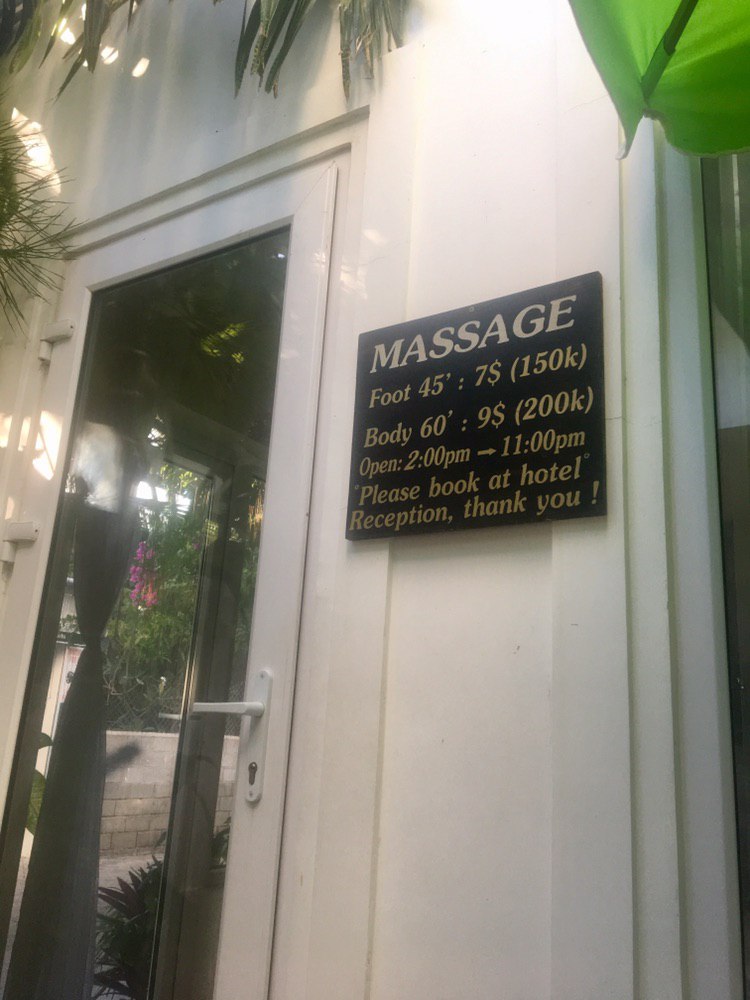 MASSAGE
Foot 45' : 7$ (150k)
Body 60' : 9$ (200k)
Open: 2:00pm → 11:00pm
"Please book at hotel"
Reception, thank you !